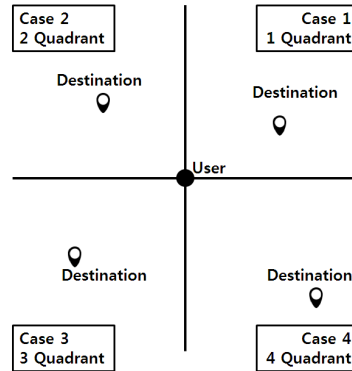 Case 2
2 Quadrant
Case 1
1 Quadrant
Destination
Destination
User
Destination
Destination
Case 3
3 Quadrant
Case 4
4 Quadrant